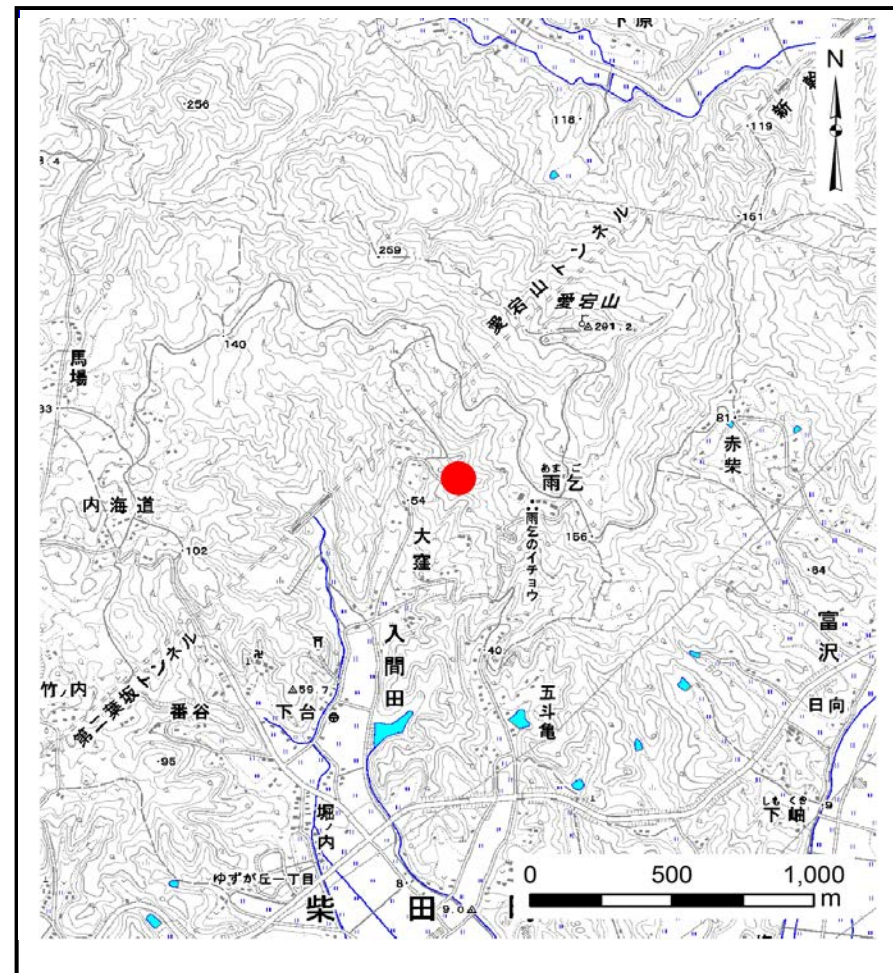 N
・256
200
118・
・119
・161
259
愛宕山トンネル
愛宕山
△291.2
・140
200
馬場
81
赤柴
あまご
雨乞
・54
内海道
大窪
雨乞のイチョウ
156
・102
・64
入間田
富沢
・40
竹ノ内
第二葉坂トンネル
番谷
△59.7
下台
五斗亀
日向
・95
しもくき
下岫
9
堀ノ内
ゆずが丘一丁目
8・
柴田
9.0△
0 500 1,000
m